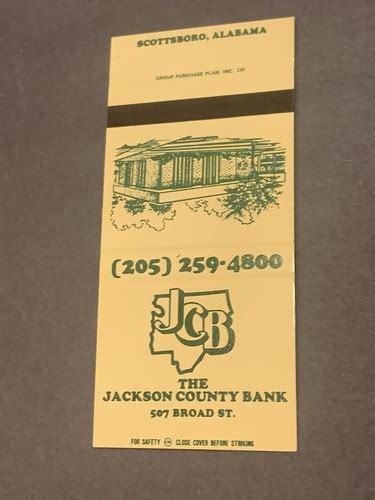 SCOTTSBORO, ALABAMA
GROUP PURCHASE PLAN, INC.
(205) 259-4800
JCB
THE
JACKSON COUNTY BANK
507 BROAD ST.
FOR SAFETY CLOSE COVER BEFORE STRIKING